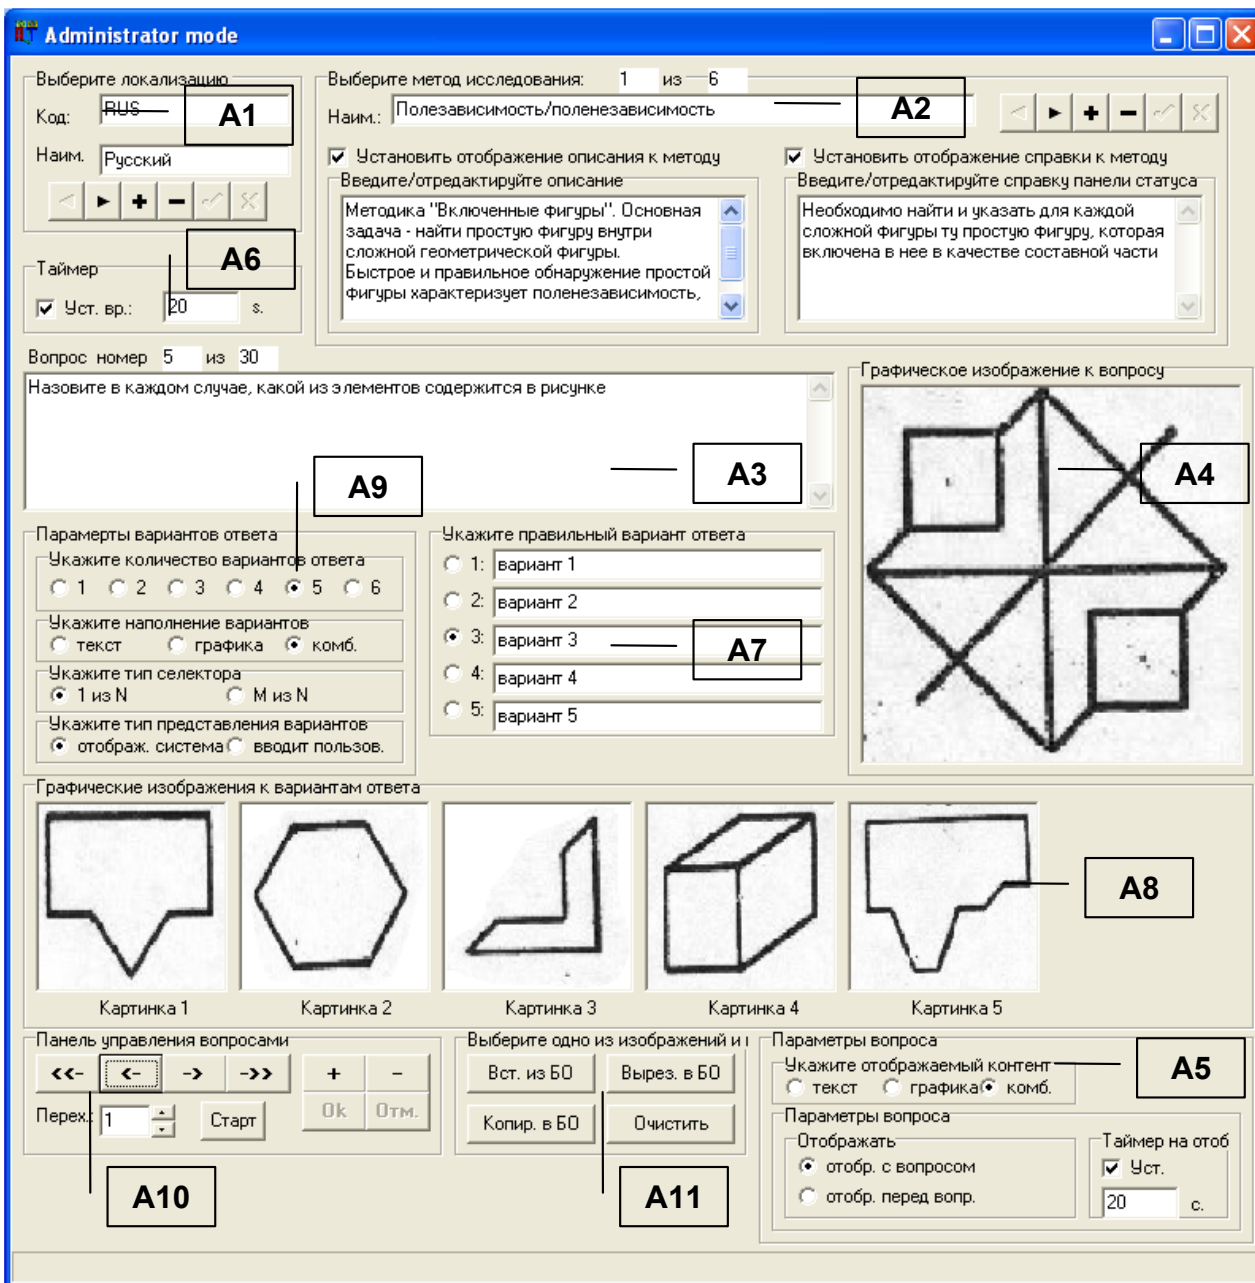 Administrator mode
Выберите локализацию
Код: RUS
A1
Наим. Русский
Выберите метод исследования: 1 из 6
Наим.: Полезависимость/поленезависимость
A2
Установить отображение описания к методу
Установить отображение справки к методу
Введите/отредактируйте описание
Методика "Включенные фигуры". Основная
задача - найти простую фигуру внутри
сложной геометрической фигуры.
Быстрое и правильное обнаружение простой
фигуры характеризует поленезависимость,
Введите/отредактируйте справку панели статуса
Необходимо найти и указать для каждой
сложной фигуры ту простую фигуру, которая
включена в нее в качестве составной части
A6
Таймер
Уст. вр.: 20 s.
Вопрос номер 5 из 30
Назовите в каждом случае, какой из элементов содержится в рисунке
A9
A3
Графическое изображение к вопросу
A4
Парамерты вариантов ответа
Укажите количество вариантов ответа
1 2 3 4 5 6
Укажите наполнение вариантов
текст графика комб.
Укажите тип селектора
1 из N M из N
Укажите тип представления вариантов
отображ. система вводит пользов.
Укажите правильный вариант ответа
1: вариант 1
2: вариант 2
3: вариант 3
A7
4: вариант 4
5: вариант 5
Графические изображения к вариантам ответа
A8
Картинка 1 Картинка 2 Картинка 3 Картинка 4 Картинка 5
Панель управления вопросами
<<- <- -> ->> + -
Перех.: 1 Старт Ok Отм.
A10
Выберите одно из изображений и
Вст. из БО Вырез. в БО
Копир. в БО Очистить
A11
Параметры вопроса
Укажите отображаемый контент
A5
текст графика комб.
Параметры вопроса
Отображать
отобр. с вопросом
отобр. перед вопр.
Таймер на отоб
Уст.
20 с.